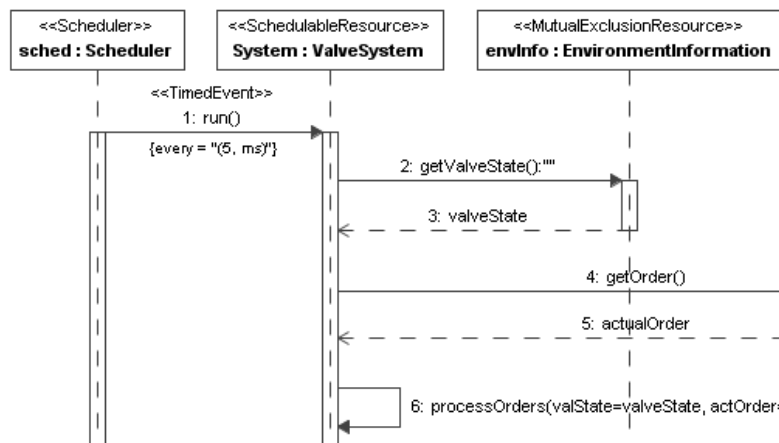 <<Scheduler>>
sched : Scheduler
<<SchedulableResource>>
System : ValveSystem
<<MutualExclusionResource>>
envInfo : EnvironmentInformation
<<TimedEvent>>
1: run()
{every = "(5, ms)"}
2: getValveState():""
3: valveState
4: getOrder()
5: actualOrder
6: processOrders(valState=valveState, actOrder=